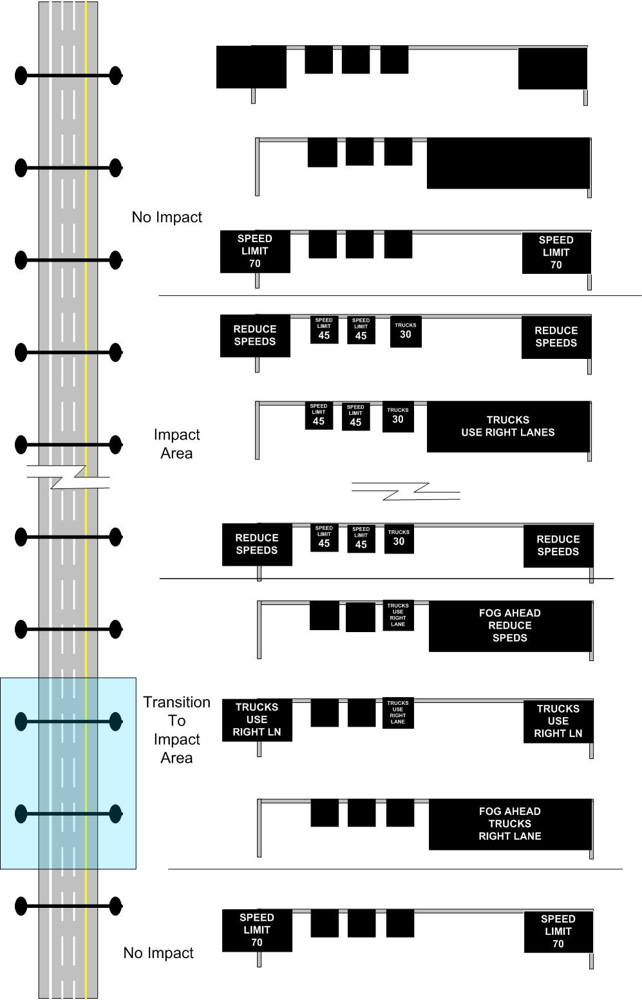 No Impact
SPEED
LIMIT
70
SPEED
LIMIT
70
REDUCE
SPEEDS
SPEED
LIMIT
45
SPEED
LIMIT
45
TRUCKS
30
REDUCE
SPEEDS
Impact
Area
SPEED
LIMIT
45
SPEED
LIMIT
45
TRUCKS
30
TRUCKS
USE RIGHT LANES
REDUCE
SPEEDS
SPEED
LIMIT
45
SPEED
LIMIT
45
TRUCKS
30
REDUCE
SPEEDS
TRUCKS
USE
RIGHT
LANE
FOG AHEAD
REDUCE
SPEDS
Transition
To
Impact
Area
TRUCKS
USE
RIGHT LN
TRUCKS
USE
RIGHT
LANE
TRUCKS
USE
RIGHT LN
FOG AHEAD
TRUCKS
RIGHT LANE
No Impact
SPEED
LIMIT
70
SPEED
LIMIT
70